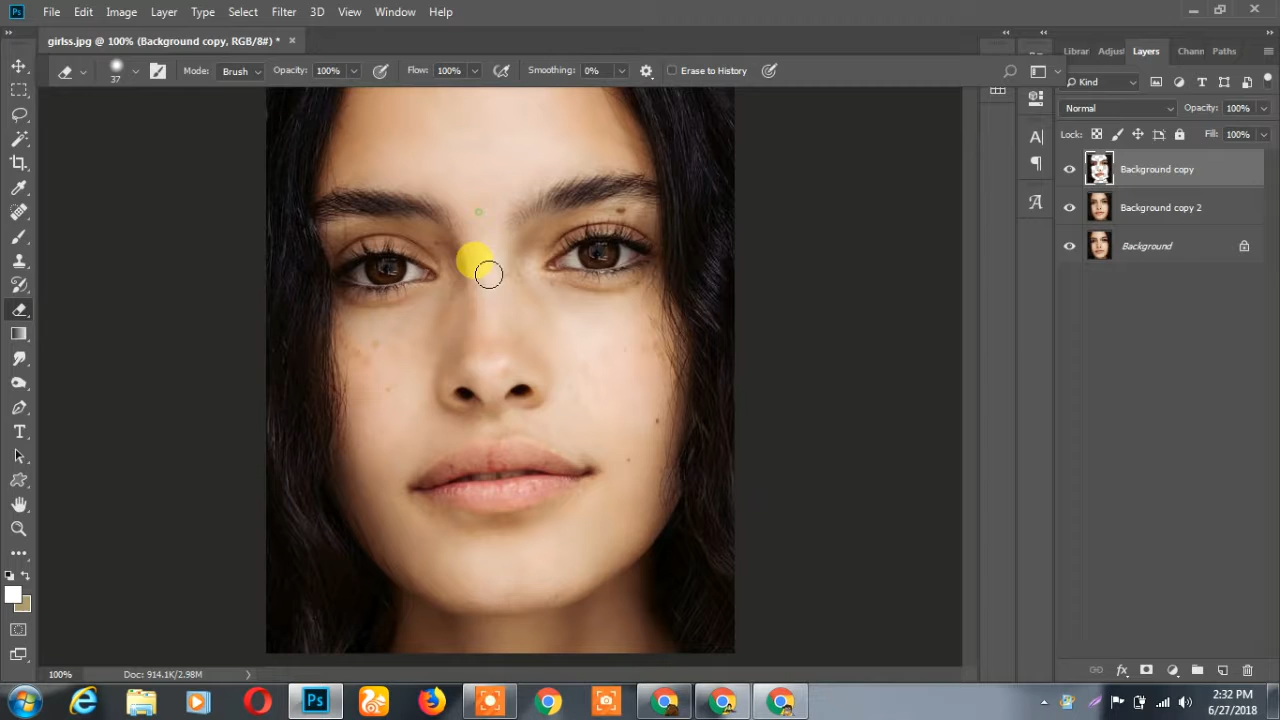 Ps File Edit Image Layer Type Select Filter 3D View Window Help
girlss.jpg @ 100% (Background copy, RGB/8#) * ×
Librar Adjus Layers Chann Paths
37 Mode: Brush Opacity: 100% Flow: 100% Smoothing: 0% Erase to History
Kind
Normal Opacity: 100%
Lock: Fill: 100%
Background copy
Background copy 2
Background
100% Doc: 914.1K/2.98M
Ps
2:32 PM
6/27/2018